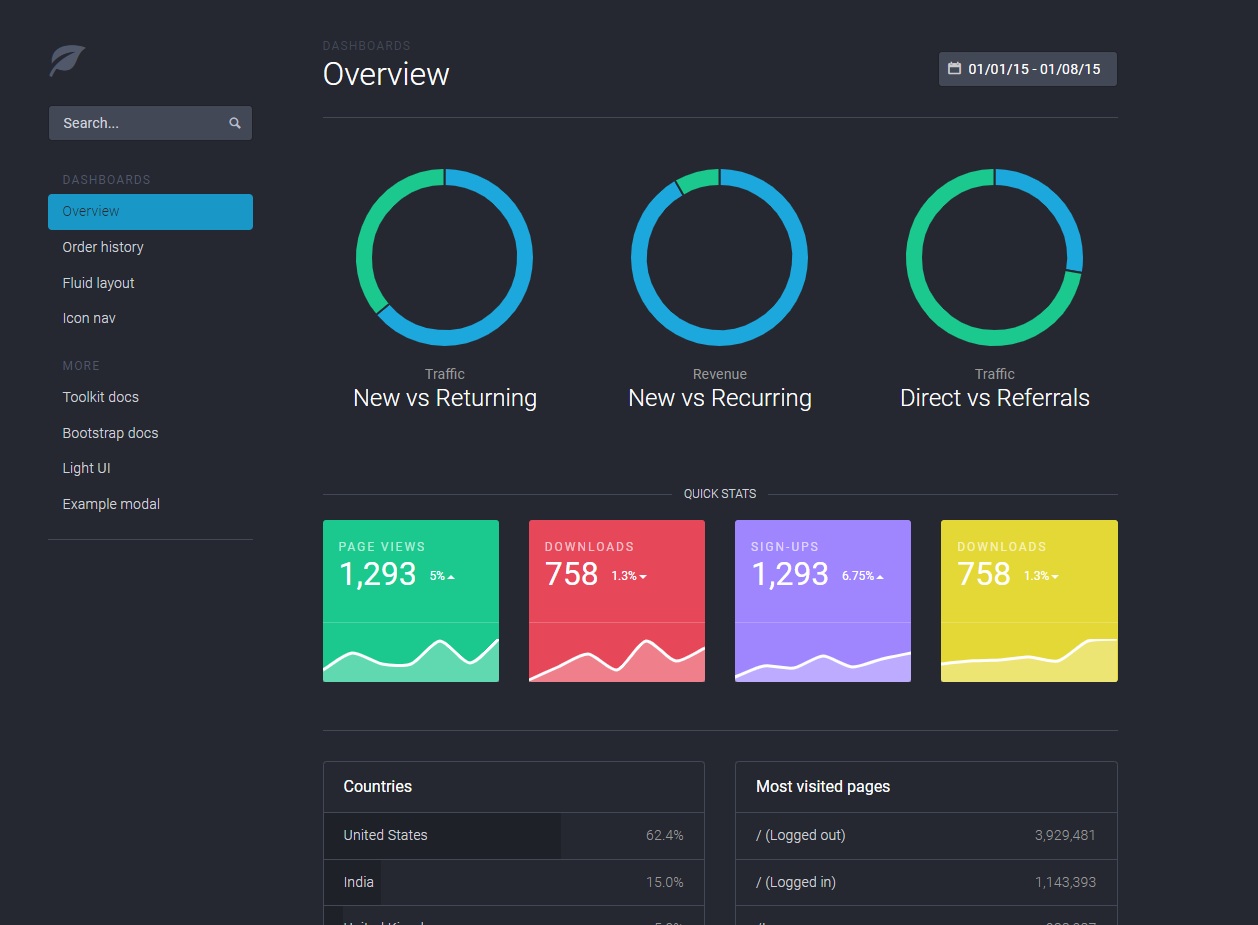 Search...
DASHBOARDS
Overview
Order history
Fluid layout
Icon nav
MORE
Toolkit docs
Bootstrap docs
Light UI
Example modal
DASHBOARDS
Overview
01/01/15 - 01/08/15
Traffic
New vs Returning
Revenue
New vs Recurring
Traffic
Direct vs Referrals
QUICK STATS
PAGE VIEWS
1,293 5%
DOWNLOADS
758 1.3%
SIGN-UPS
1,293 6.75%
DOWNLOADS
758 1.3%
Countries
United States 62.4%
India 15.0%
Most visited pages
/ (Logged out) 3,929,481
/ (Logged in) 1,143,393